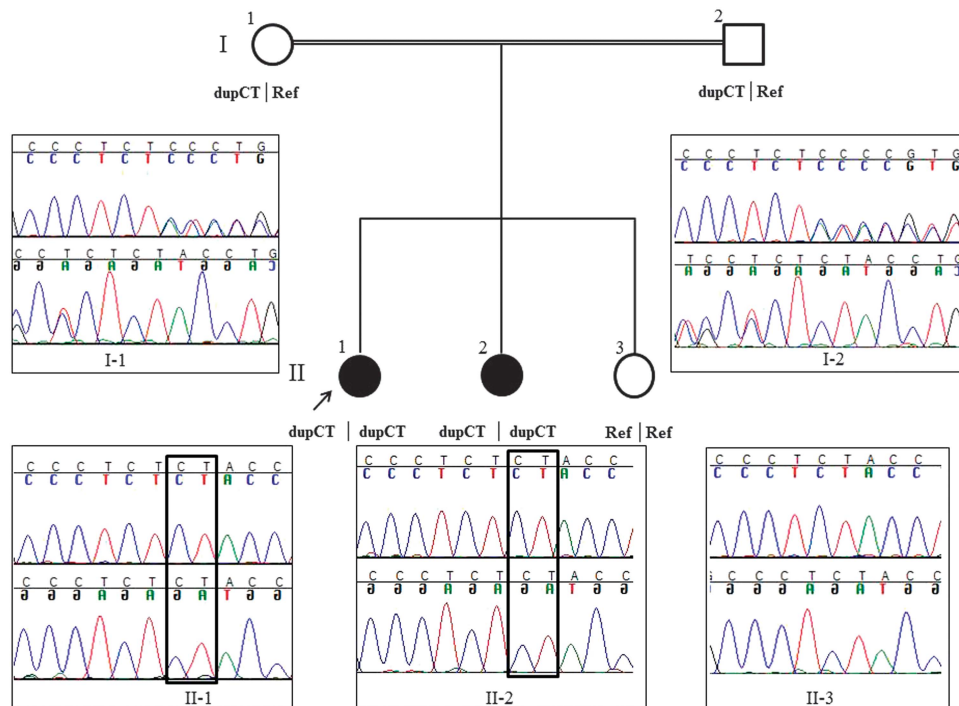 1
2
I
dupCT | Ref
dupCT | Ref
C C C T C T C C C T G
C C C T C T C C C T G
C C T C T C T A C C T G
G G A G A G A T G G A C
I-1
C C C T C T C C C C G T G
C C C T C T C C C C G T G
T C C T C T C T A C C T G
A G G A G A G A T G G A C
I-2
II
1
2
3
dupCT | dupCT
dupCT | dupCT
Ref | Ref
C C C T C T C T A C C
C C C T C T C T A C C
C C C T C T C T A C C
G G G A G A G A T G G
II-1
C C C T C T C T A C C
C C C T C T C T A C C
C C C T C T C T A C C
G G G A G A G A T G G
II-2
C C C T C T A C C
C C C T C T A C C
C C C T C T A C C
G G G A G A T G G
II-3